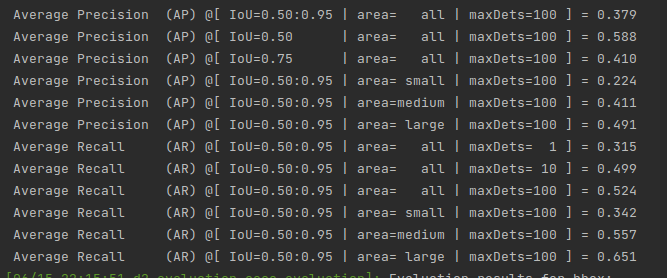 Average Precision  (AP) @[ IoU=0.50:0.95 | area=   all | maxDets=100 ] = 0.379
Average Precision  (AP) @[ IoU=0.50      | area=   all | maxDets=100 ] = 0.588
Average Precision  (AP) @[ IoU=0.75      | area=   all | maxDets=100 ] = 0.410
Average Precision  (AP) @[ IoU=0.50:0.95 | area= small | maxDets=100 ] = 0.224
Average Precision  (AP) @[ IoU=0.50:0.95 | area=medium | maxDets=100 ] = 0.411
Average Precision  (AP) @[ IoU=0.50:0.95 | area= large | maxDets=100 ] = 0.491
Average Recall     (AR) @[ IoU=0.50:0.95 | area=   all | maxDets=  1 ] = 0.315
Average Recall     (AR) @[ IoU=0.50:0.95 | area=   all | maxDets= 10 ] = 0.499
Average Recall     (AR) @[ IoU=0.50:0.95 | area=   all | maxDets=100 ] = 0.524
Average Recall     (AR) @[ IoU=0.50:0.95 | area= small | maxDets=100 ] = 0.342
Average Recall     (AR) @[ IoU=0.50:0.95 | area=medium | maxDets=100 ] = 0.557
Average Recall     (AR) @[ IoU=0.50:0.95 | area= large | maxDets=100 ] = 0.651
Evaluation results for bbox: